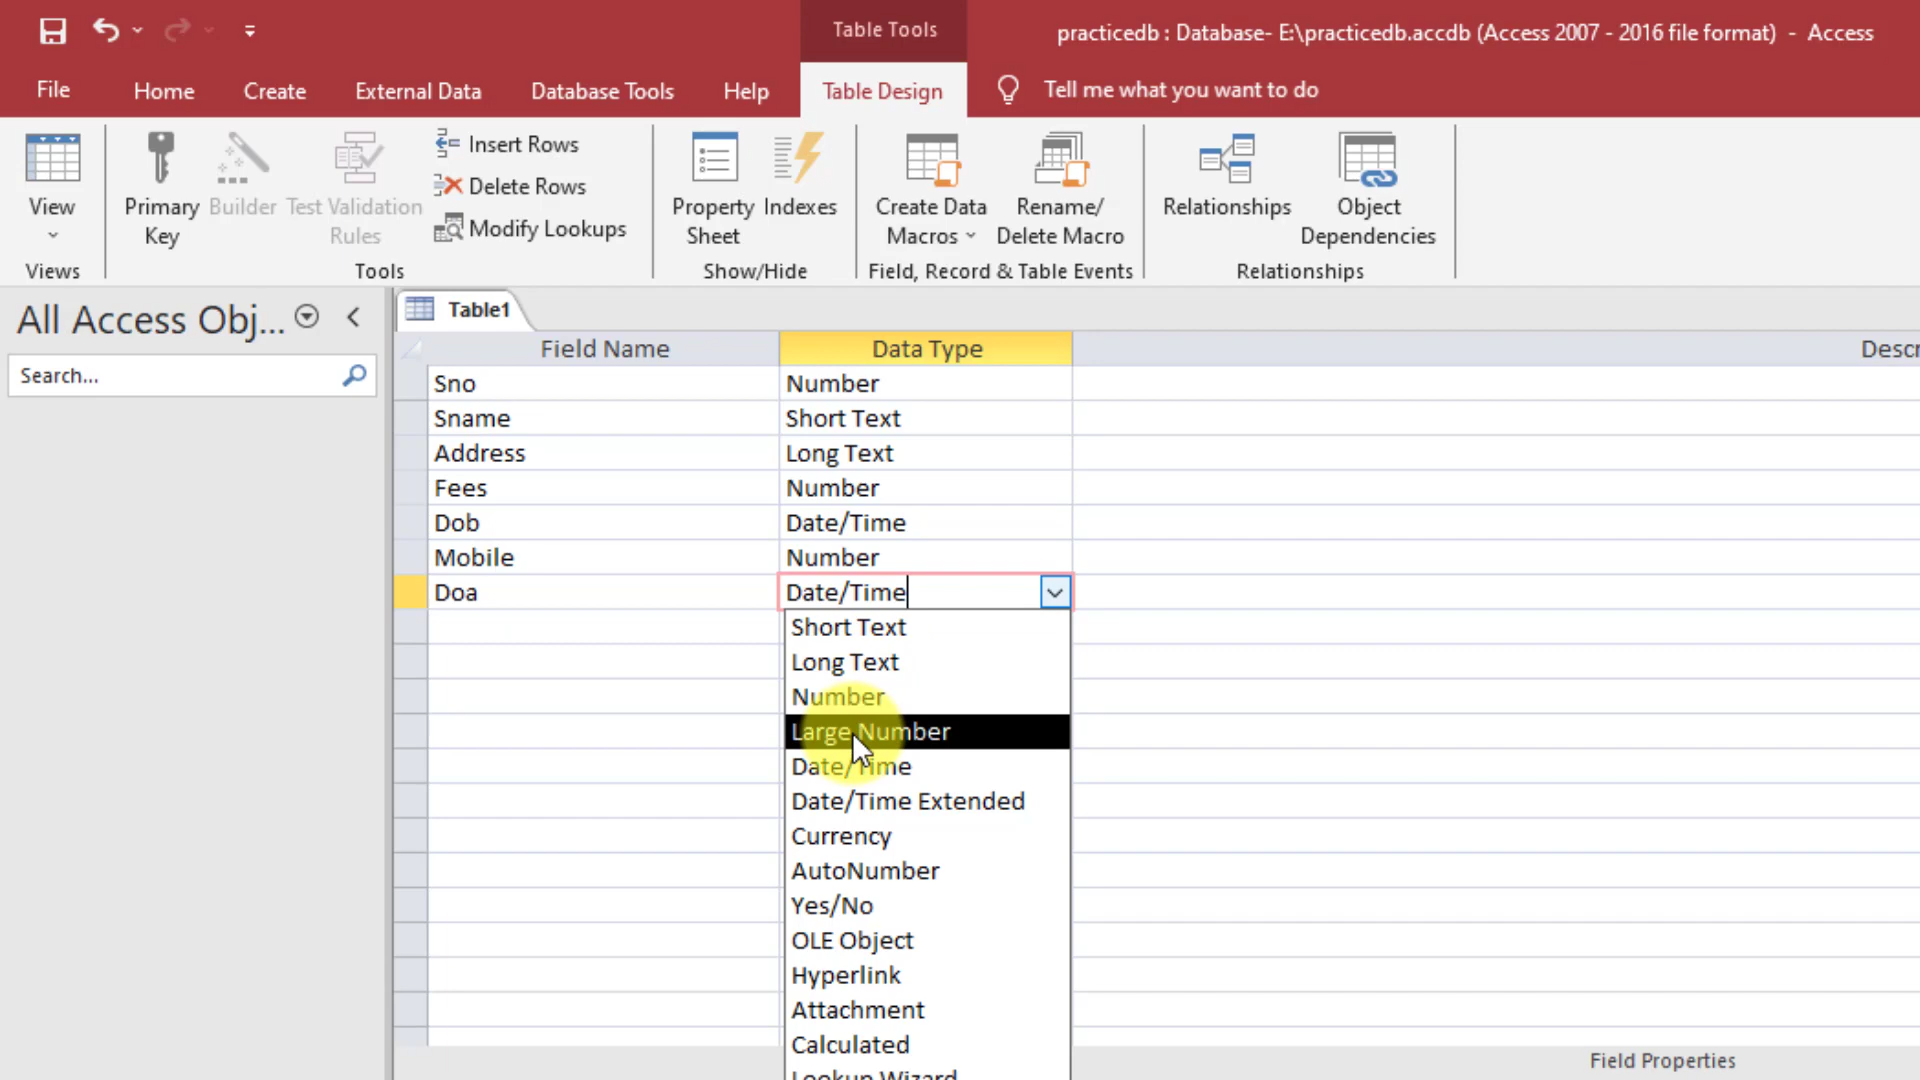 Table Tools
practicedb : Database- E:\practicedb.accdb (Access 2007 - 2016 file format) - Access
File Home Create External Data Database Tools Help Table Design Tell me what you want to do
View
Primary Key
Builder
Test Validation Rules
Insert Rows
Delete Rows
Modify Lookups
Property Sheet
Indexes
Create Data Macros
Rename/ Delete Macro
Relationships
Object Dependencies
Views Tools Show/Hide Field, Record & Table Events Relationships
All Access Obj...
Search...
Table1
Field Name Data Type Descr
Sno Number
Sname Short Text
Address Long Text
Fees Number
Dob Date/Time
Mobile Number
Doa Date/Time
Short Text
Long Text
Number
Large Number
Date/Time
Date/Time Extended
Currency
AutoNumber
Yes/No
OLE Object
Hyperlink
Attachment
Calculated
Lookup Wizard
Field Properties